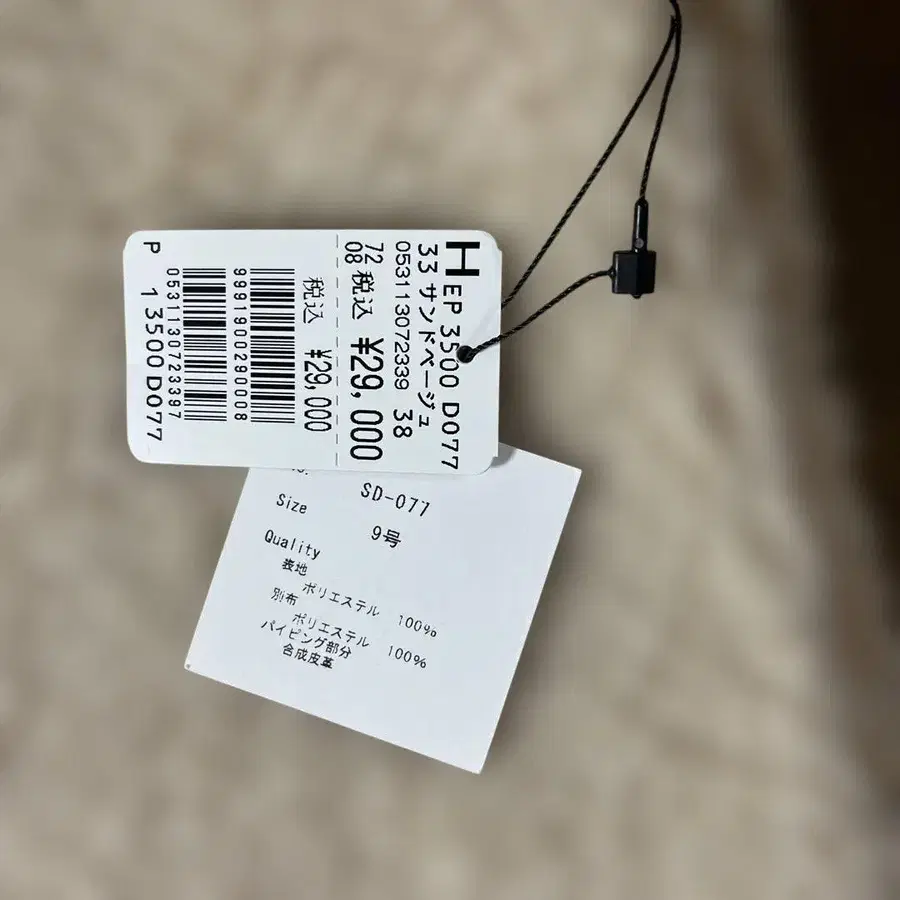 HEP 3500 D077
33 サンドベージュ
053113072339 38
72 税込 ¥29,000
08
税込 ¥29,000
9991900290008
0531130723397
P 13500D077
SD-077
Size
9号
Quality
表地
ポリエステル 100%
別布
ポリエステル 100%
パイピング部分
合成皮革